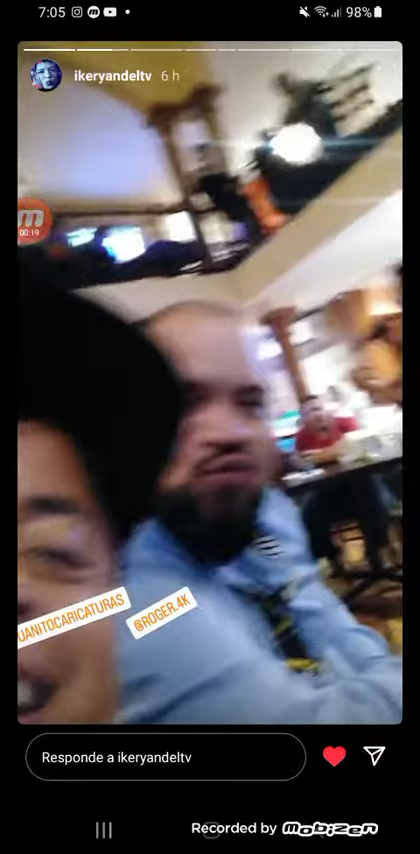 7:05
98%
ikeryandeltv 6 h
m
00:19
UANITOCARICATURAS
@ROGER.4K
Responde a ikeryandeltv
Recorded by mobizen